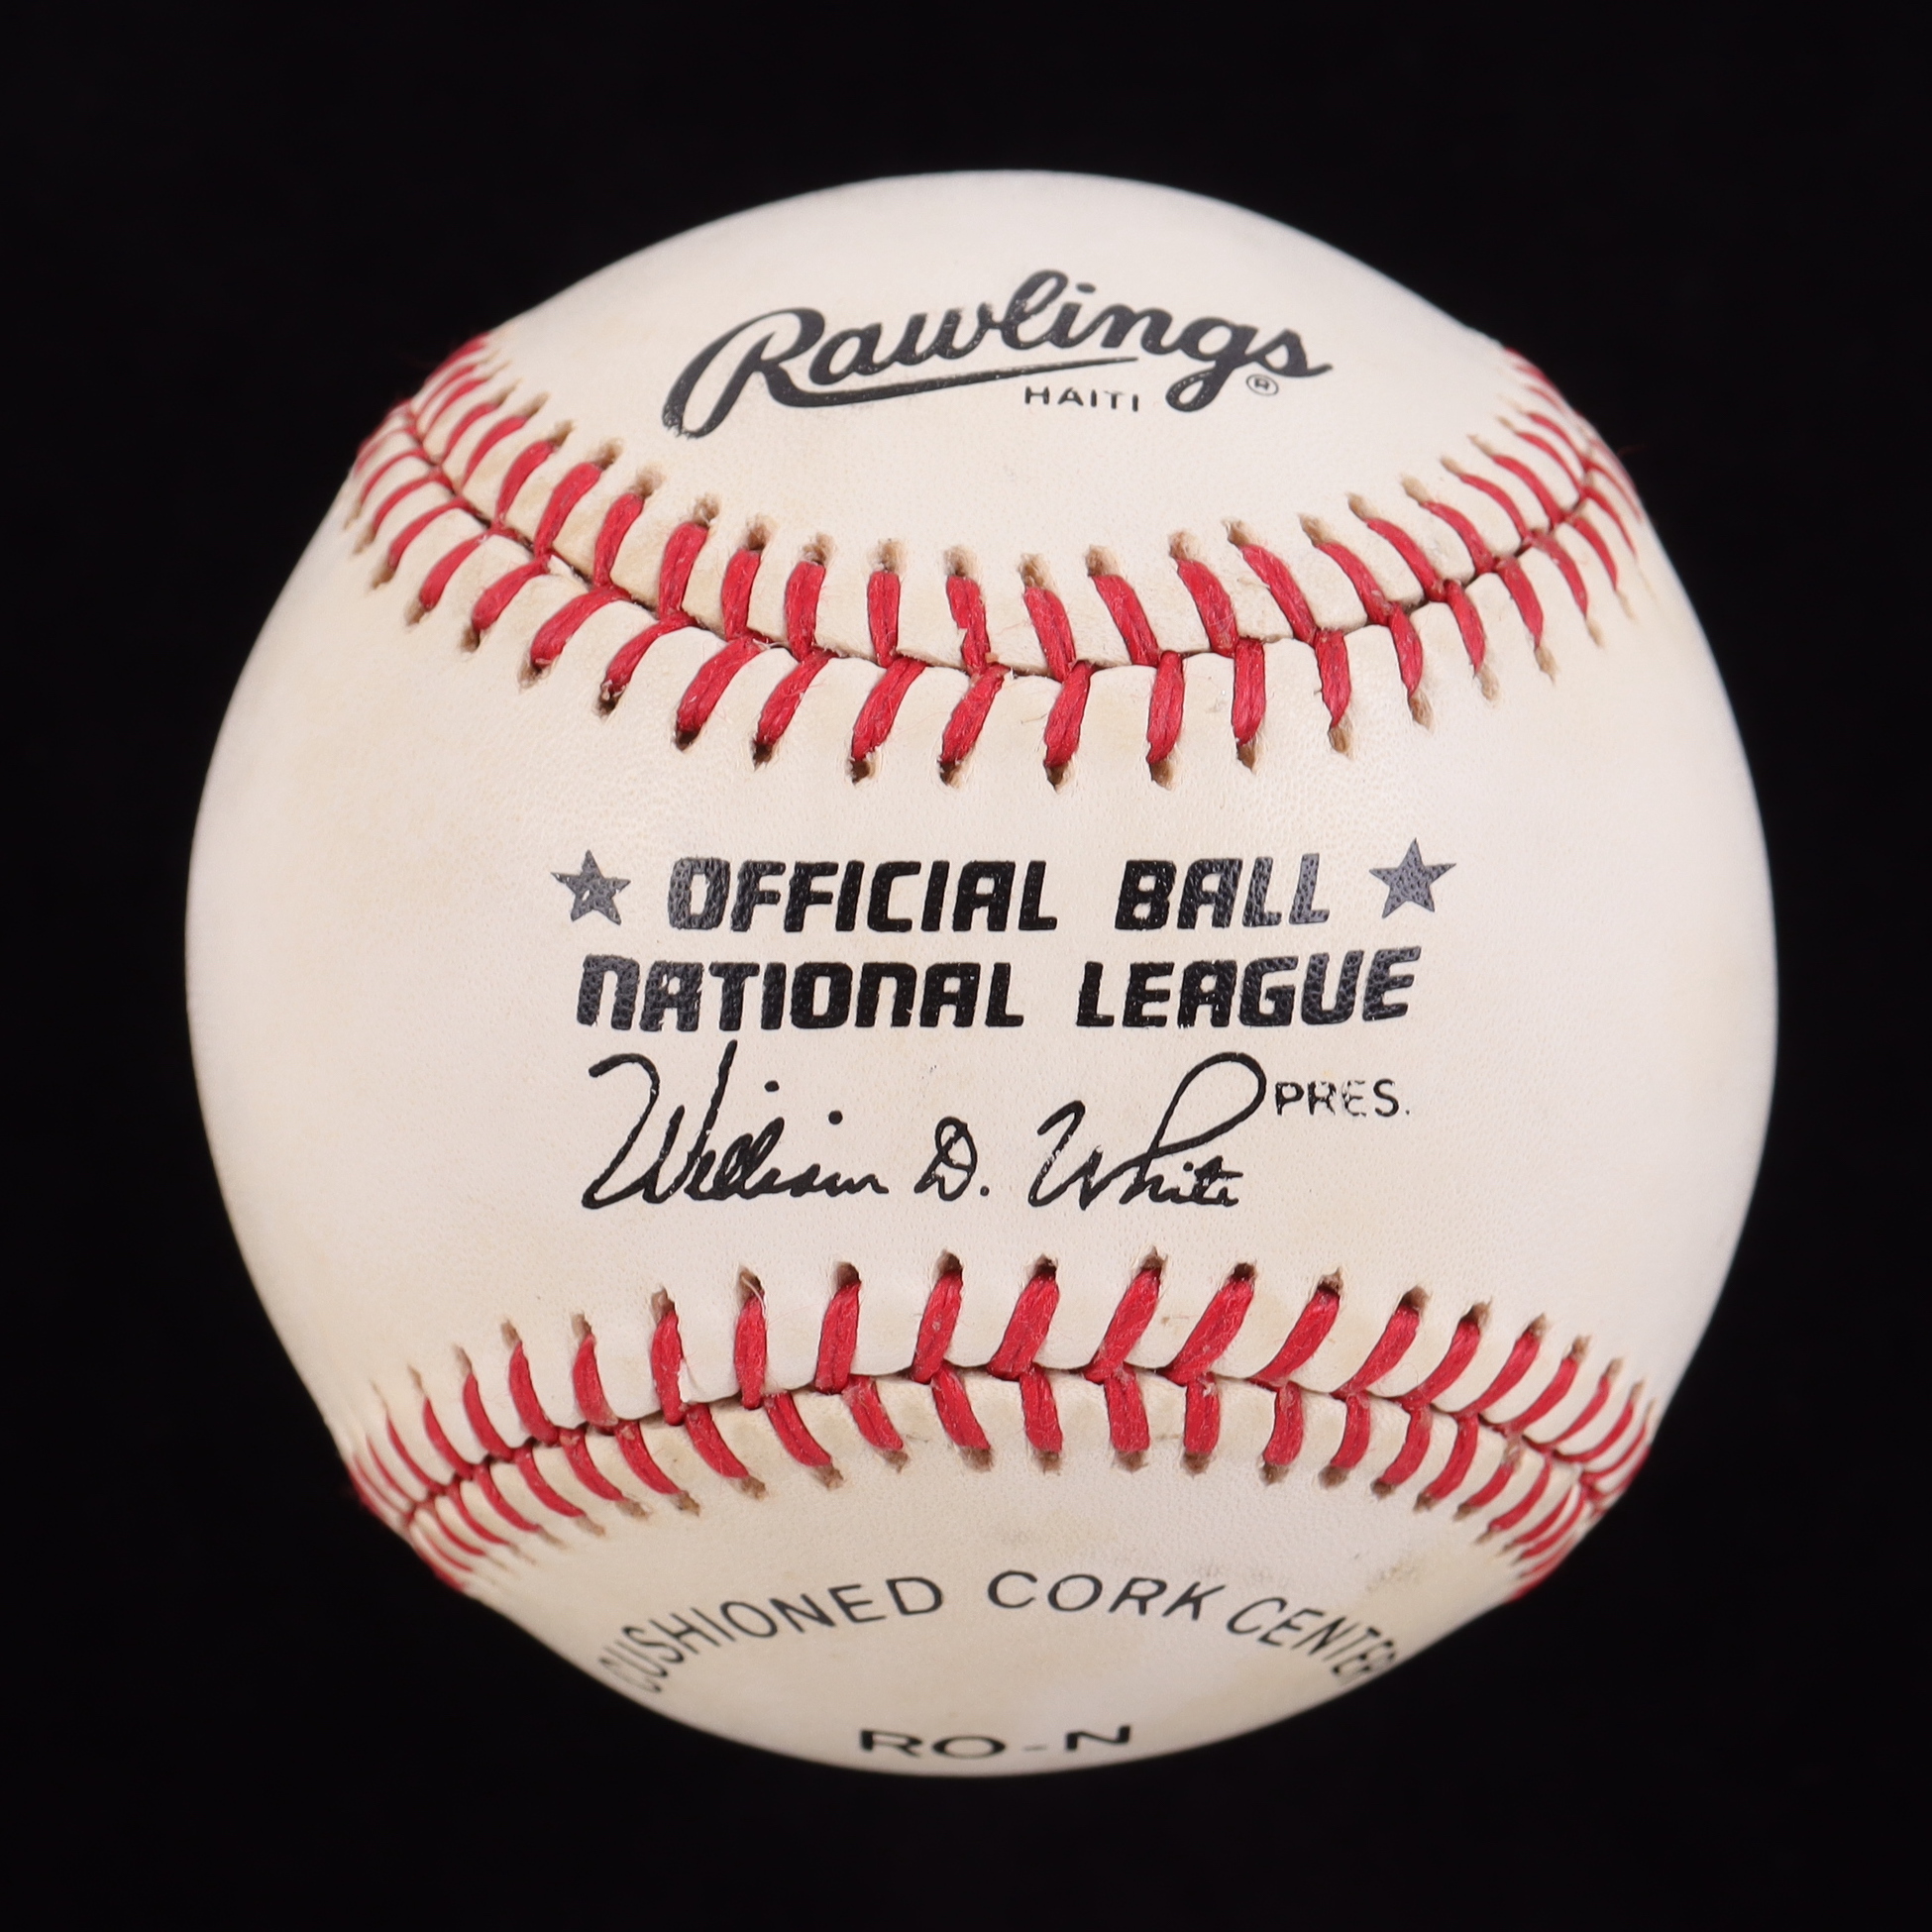 Rawlings®
HAITI
★ OFFICIAL BALL ★
NATIONAL LEAGUE
William D. White PRES.
CUSHIONED CORK CENTER
RO-N